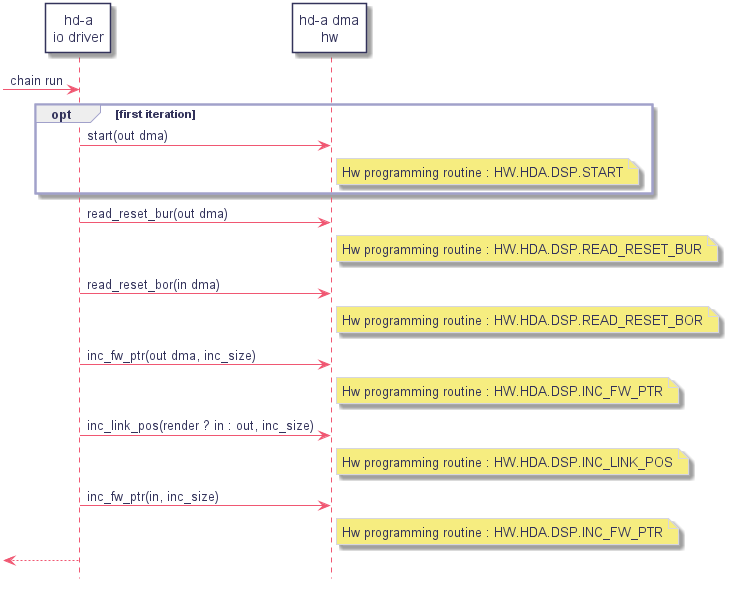 hd-a
io driver
hd-a dma
hw
chain run
opt [first iteration]
start(out dma)
Hw programming routine : HW.HDA.DSP.START
read_reset_bur(out dma)
Hw programming routine : HW.HDA.DSP.READ_RESET_BUR
read_reset_bor(in dma)
Hw programming routine : HW.HDA.DSP.READ_RESET_BOR
inc_fw_ptr(out dma, inc_size)
Hw programming routine : HW.HDA.DSP.INC_FW_PTR
inc_link_pos(render ? in : out, inc_size)
Hw programming routine : HW.HDA.DSP.INC_LINK_POS
inc_fw_ptr(in, inc_size)
Hw programming routine : HW.HDA.DSP.INC_FW_PTR